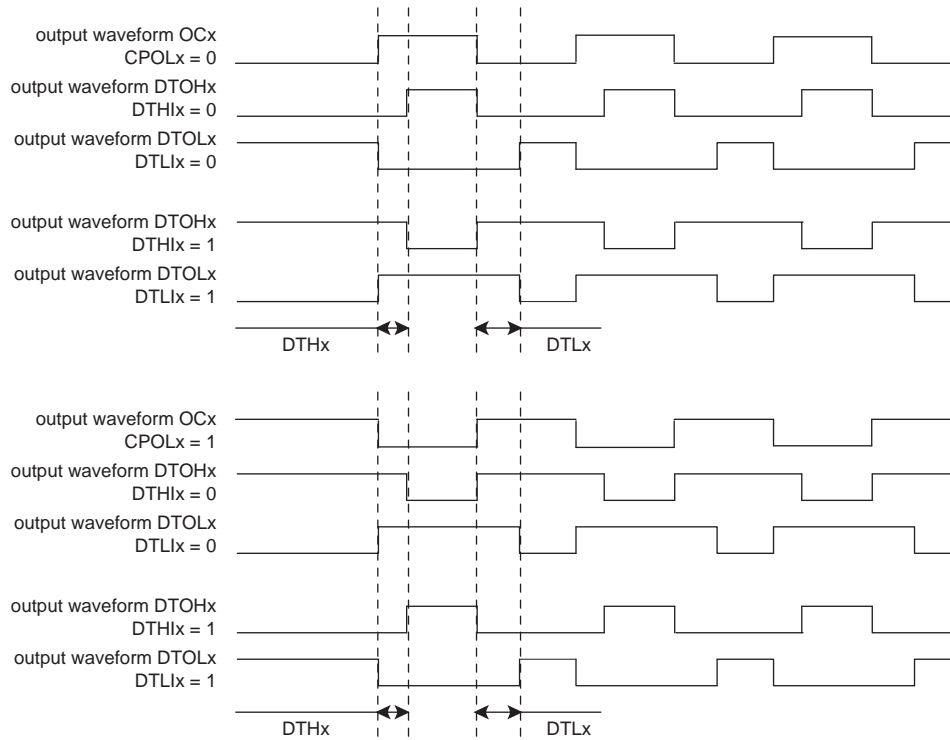 output waveform OCx
CPOLx = 0
output waveform DTOHx
DTHIx = 0
output waveform DTOLx
DTLIx = 0
output waveform DTOHx
DTHIx = 1
output waveform DTOLx
DTLIx = 1
DTHx
DTLx
output waveform OCx
CPOLx = 1
output waveform DTOHx
DTHIx = 0
output waveform DTOLx
DTLIx = 0
output waveform DTOHx
DTHIx = 1
output waveform DTOLx
DTLIx = 1
DTHx
DTLx